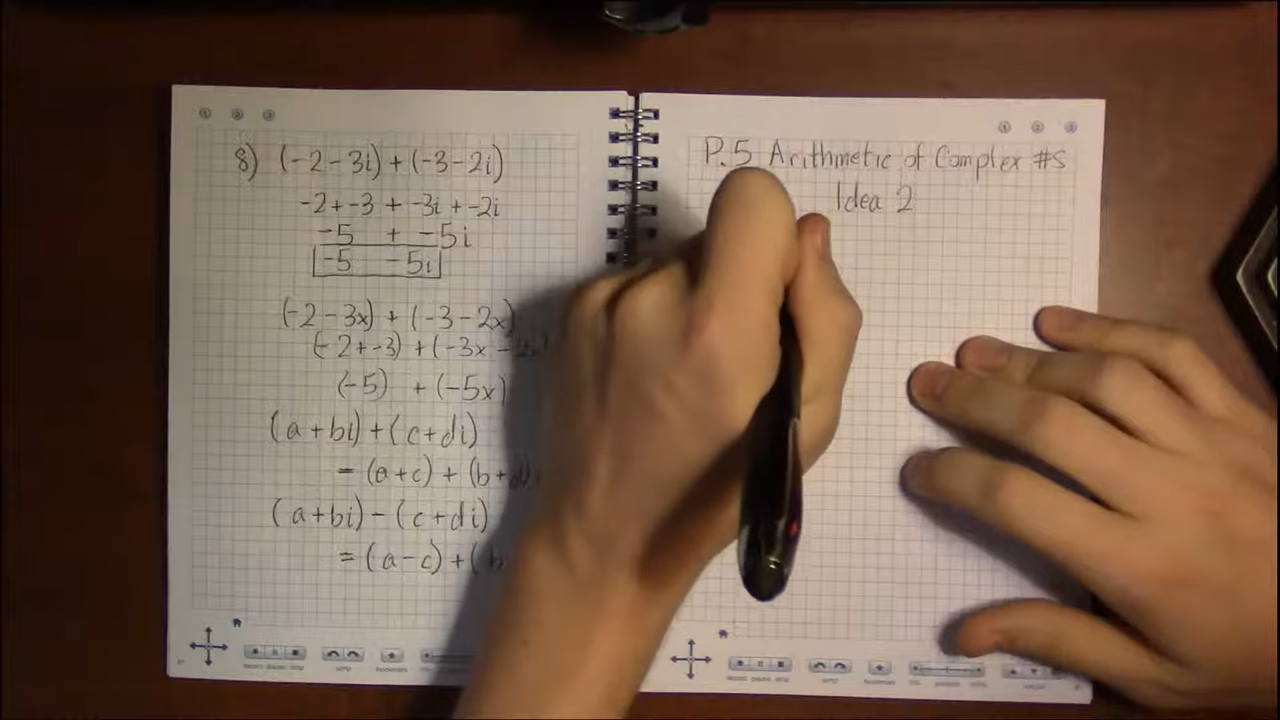 8) (-2-3i)+(-3-2i)
-2+-3 + -3i+-2i
-5 + -5i
-5 -5i
(-2-3x)+(-3-2x)
(-2+-3)+(-3x
(-5) +(-5x)
(a+bi)+(c+di)
=(a+c)+(b+
(a+bi)-(c+di)
=(a-c)+(b
P.5 Arithmetic of Complex #s
Idea 2